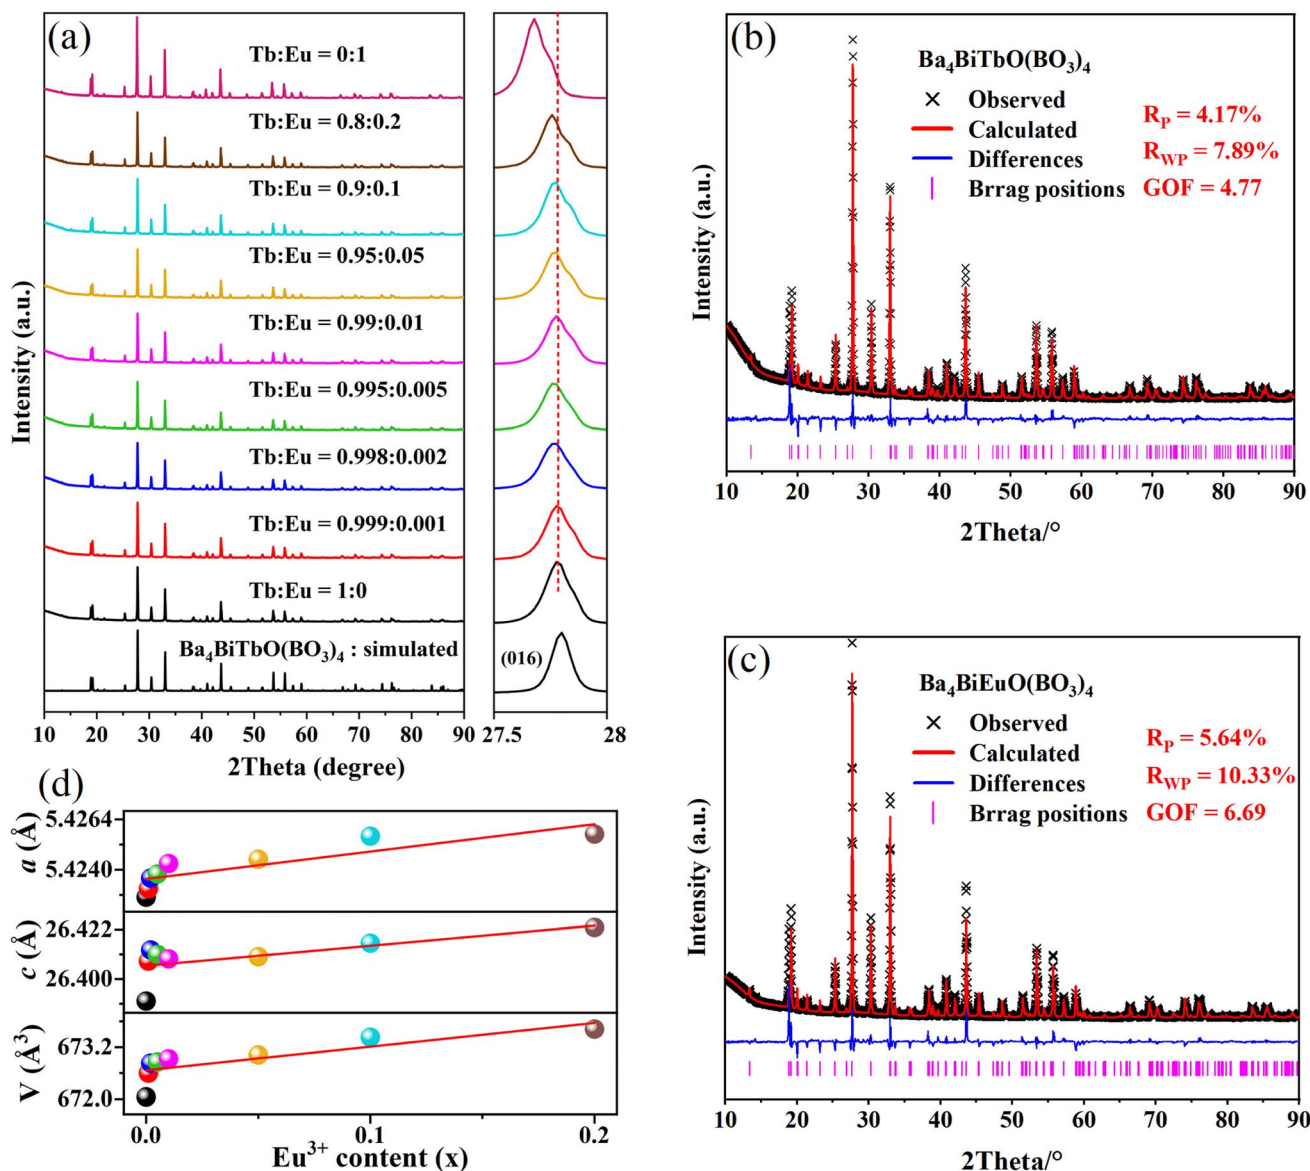 (a)
Tb:Eu = 0:1
Tb:Eu = 0.8:0.2
Tb:Eu = 0.9:0.1
Tb:Eu = 0.95:0.05
Tb:Eu = 0.99:0.01
Tb:Eu = 0.995:0.005
Tb:Eu = 0.998:0.002
Tb:Eu = 0.999:0.001
Tb:Eu = 1:0
Ba₄BiTbO(BO₃)₄ : simulated
(016)
Intensity (a.u.)
10 20 30 40 50 60 70 80 90
27.5 28
2Theta (degree)
(b)
Ba₄BiTbO(BO₃)₄
Observed
Calculated
Differences
Brrag positions
R_P = 4.17%
R_WP = 7.89%
GOF = 4.77
Intensity (a.u.)
10 20 30 40 50 60 70 80 90
2Theta/°
(c)
Ba₄BiEuO(BO₃)₄
Observed
Calculated
Differences
Brrag positions
R_P = 5.64%
R_WP = 10.33%
GOF = 6.69
Intensity (a.u.)
10 20 30 40 50 60 70 80 90
2Theta/°
(d)
a (Å)
5.4264
5.4240
c (Å)
26.422
26.400
V (Å³)
673.2
672.0
0.0 0.1 0.2
Eu³⁺ content (x)